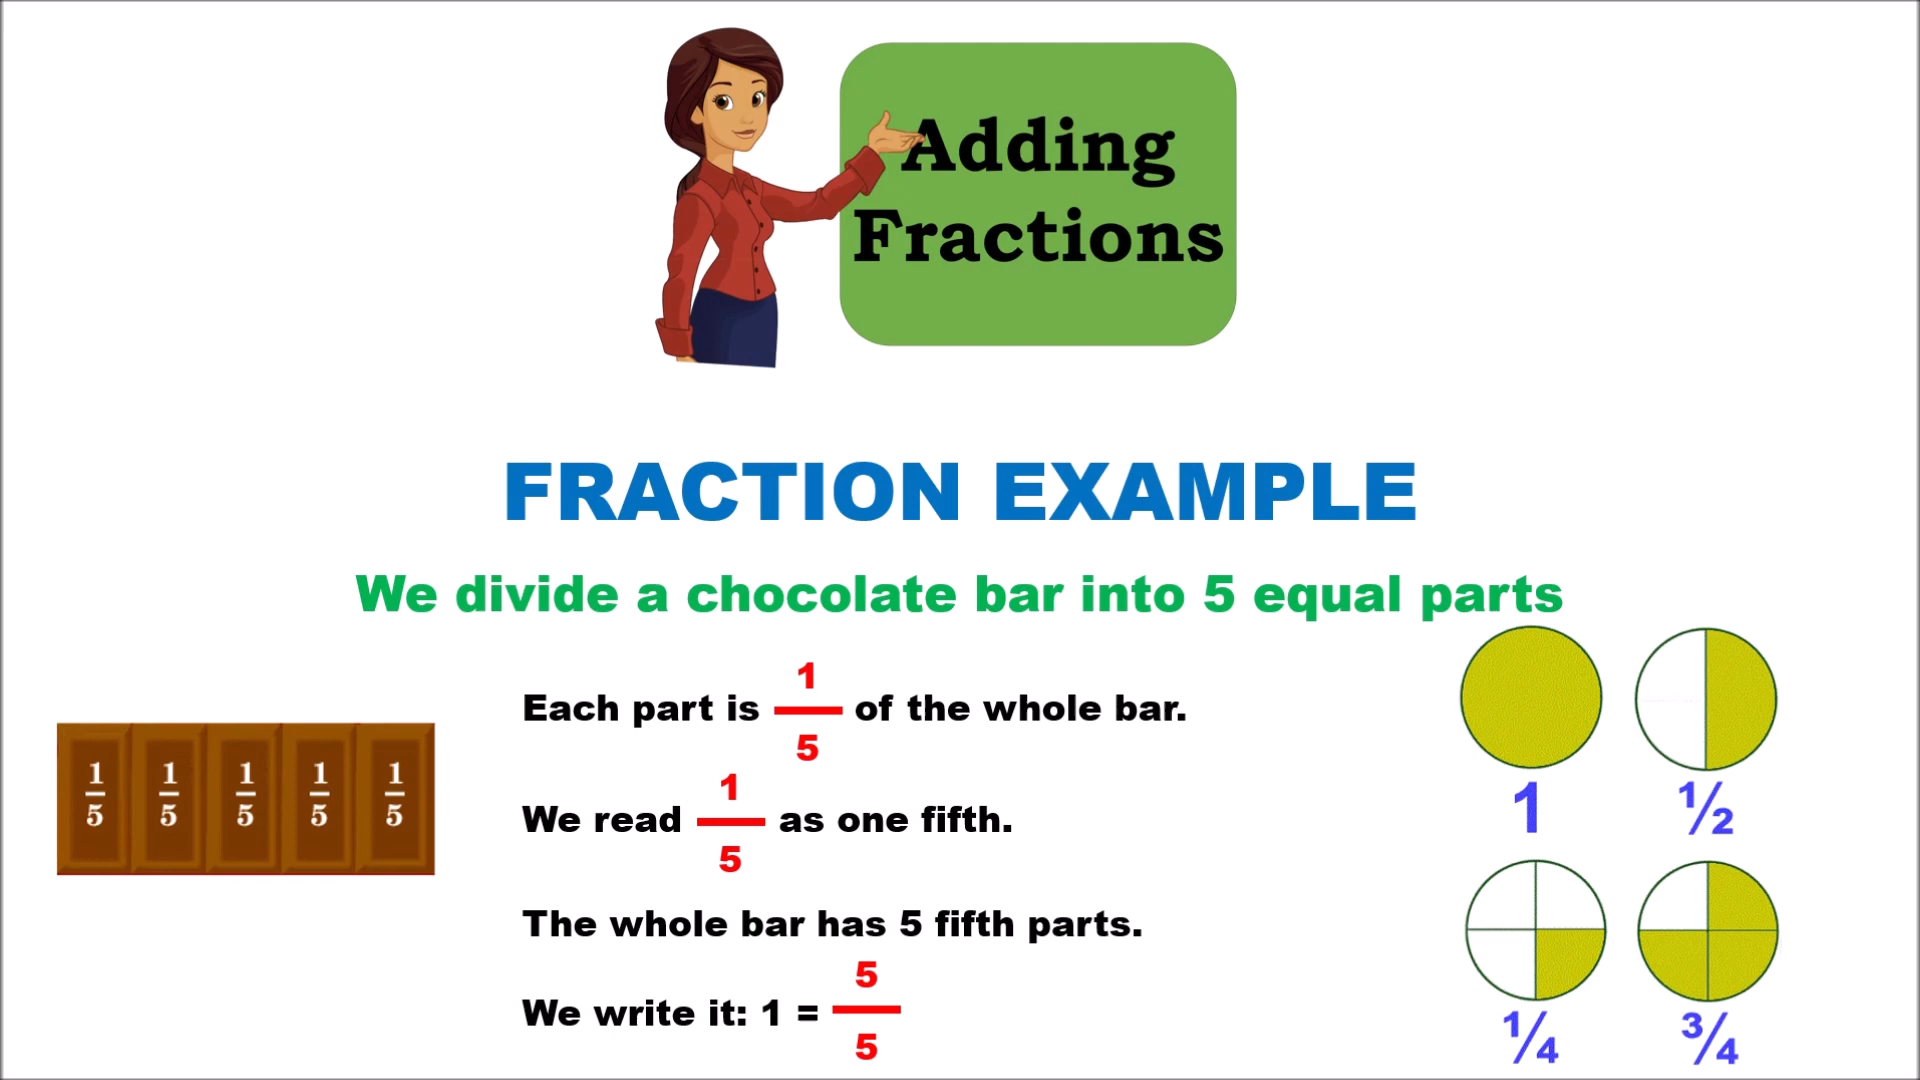 Adding
Fractions
FRACTION EXAMPLE
We divide a chocolate bar into 5 equal parts
Each part is 1/5 of the whole bar.
We read 1/5 as one fifth.
The whole bar has 5 fifth parts.
We write it: 1 = 5/5
1/5 1/5 1/5 1/5 1/5
1 ½
¼ ¾